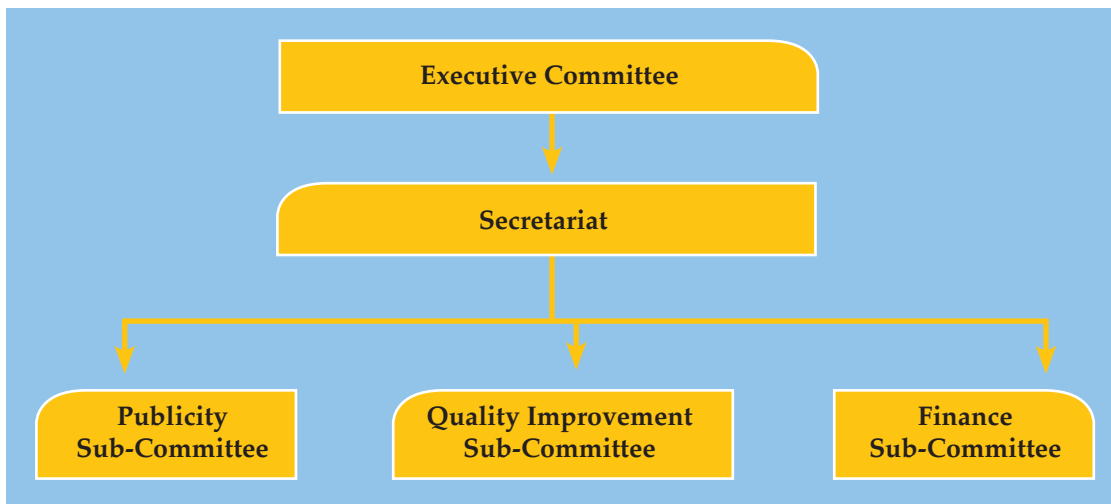 Executive Committee
Secretariat
Publicity
Sub-Committee
Quality Improvement
Sub-Committee
Finance
Sub-Committee